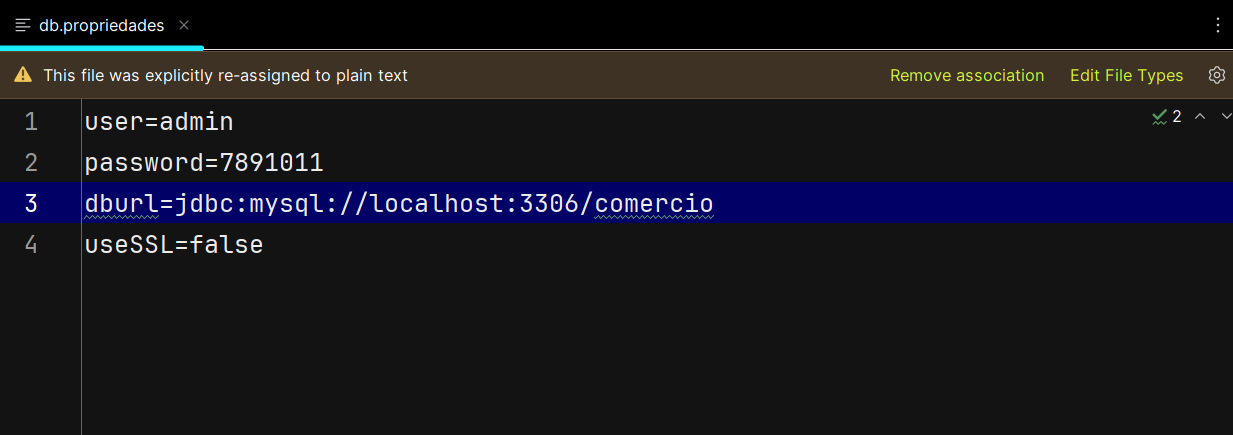 db.propriedades
This file was explicitly re-assigned to plain text Remove association Edit File Types
1 user=admin 2
2 password=7891011
3 dburl=jdbc:mysql://localhost:3306/comercio
4 useSSL=false